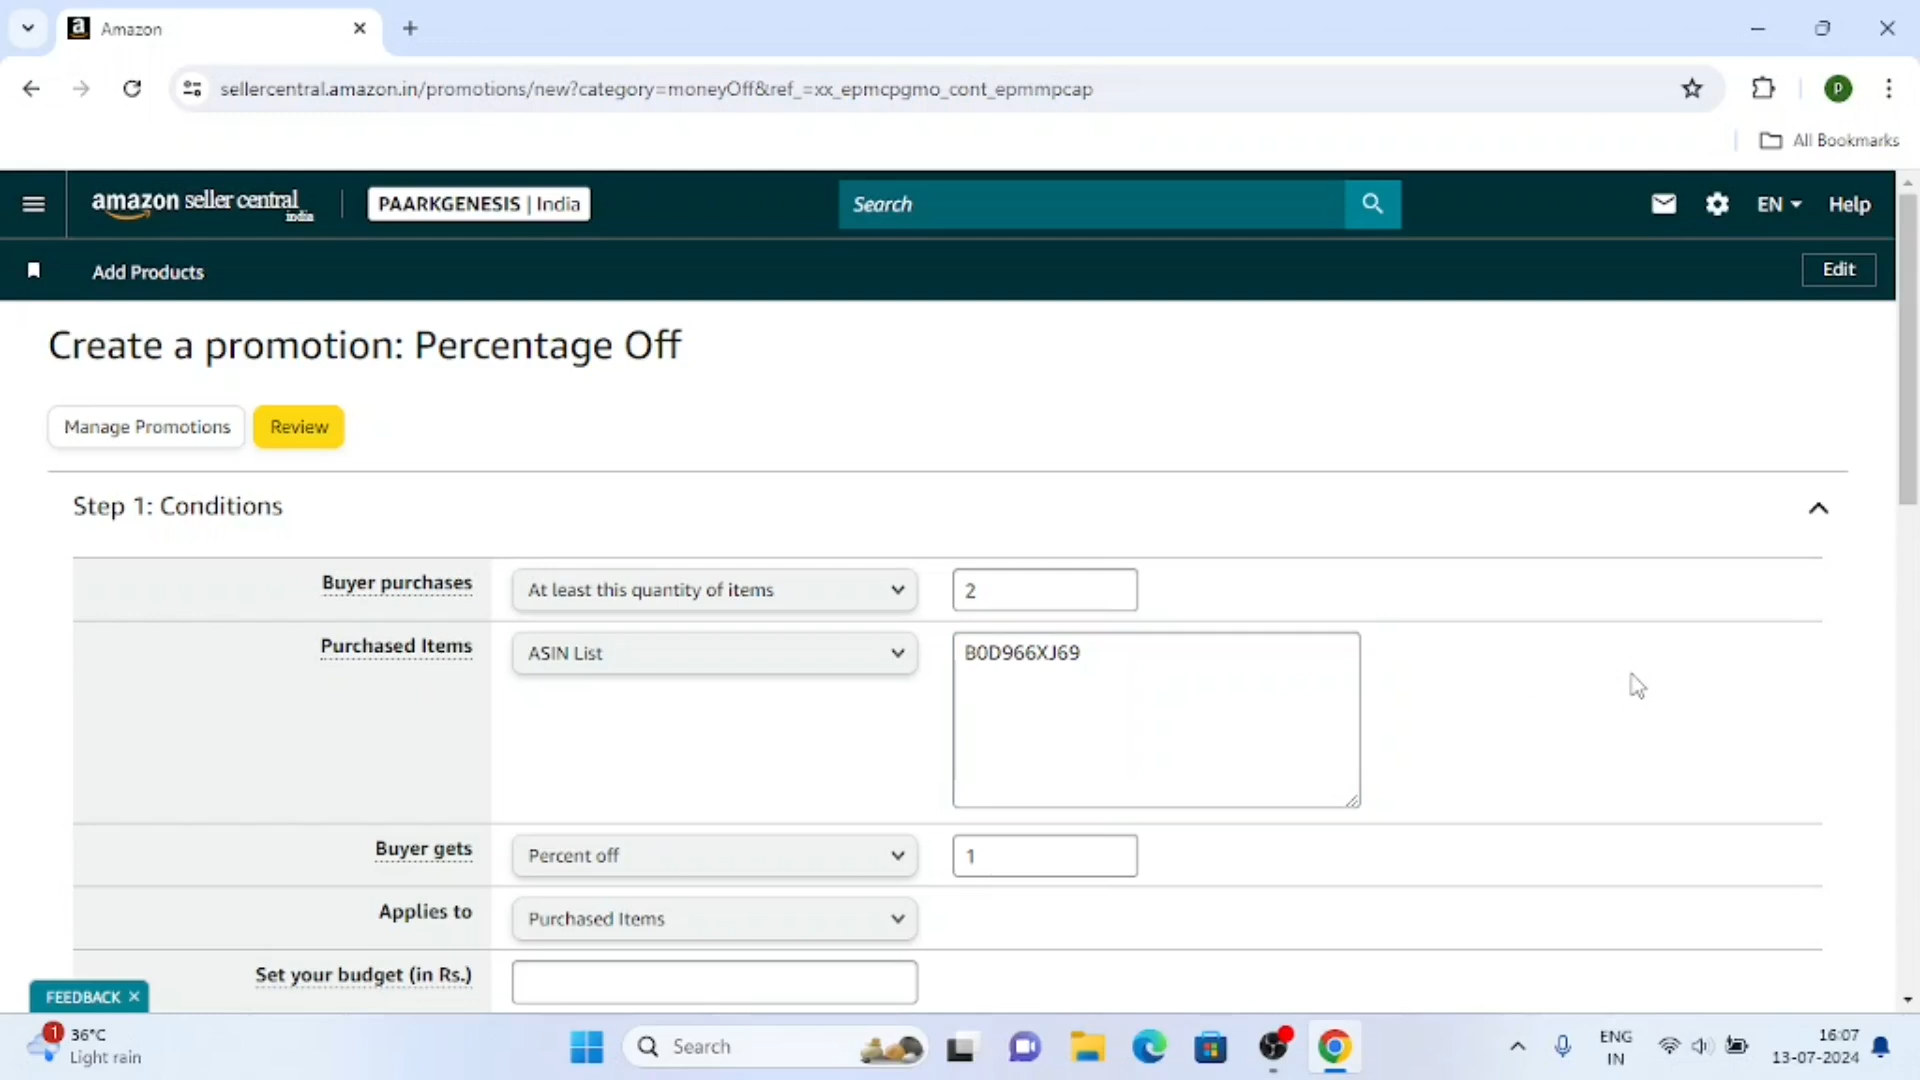 Amazon
sellercentral.amazon.in/promotions/new?category=moneyOff&ref_=xx_epmcpgmo_cont_epmmpcap
P
All Bookmarks
amazon seller central
india
PAARKGENESIS | India
Search
EN
Help
Add Products
Edit
Create a promotion: Percentage Off
Manage Promotions
Review
Step 1: Conditions
Buyer purchases
At least this quantity of items
2
Purchased Items
ASIN List
B0D966XJ69
Buyer gets
Percent off
1
Applies to
Purchased Items
Set your budget (in Rs.)
FEEDBACK ×
1
36°C
Light rain
Search
ENG
IN
16:07
13-07-2024